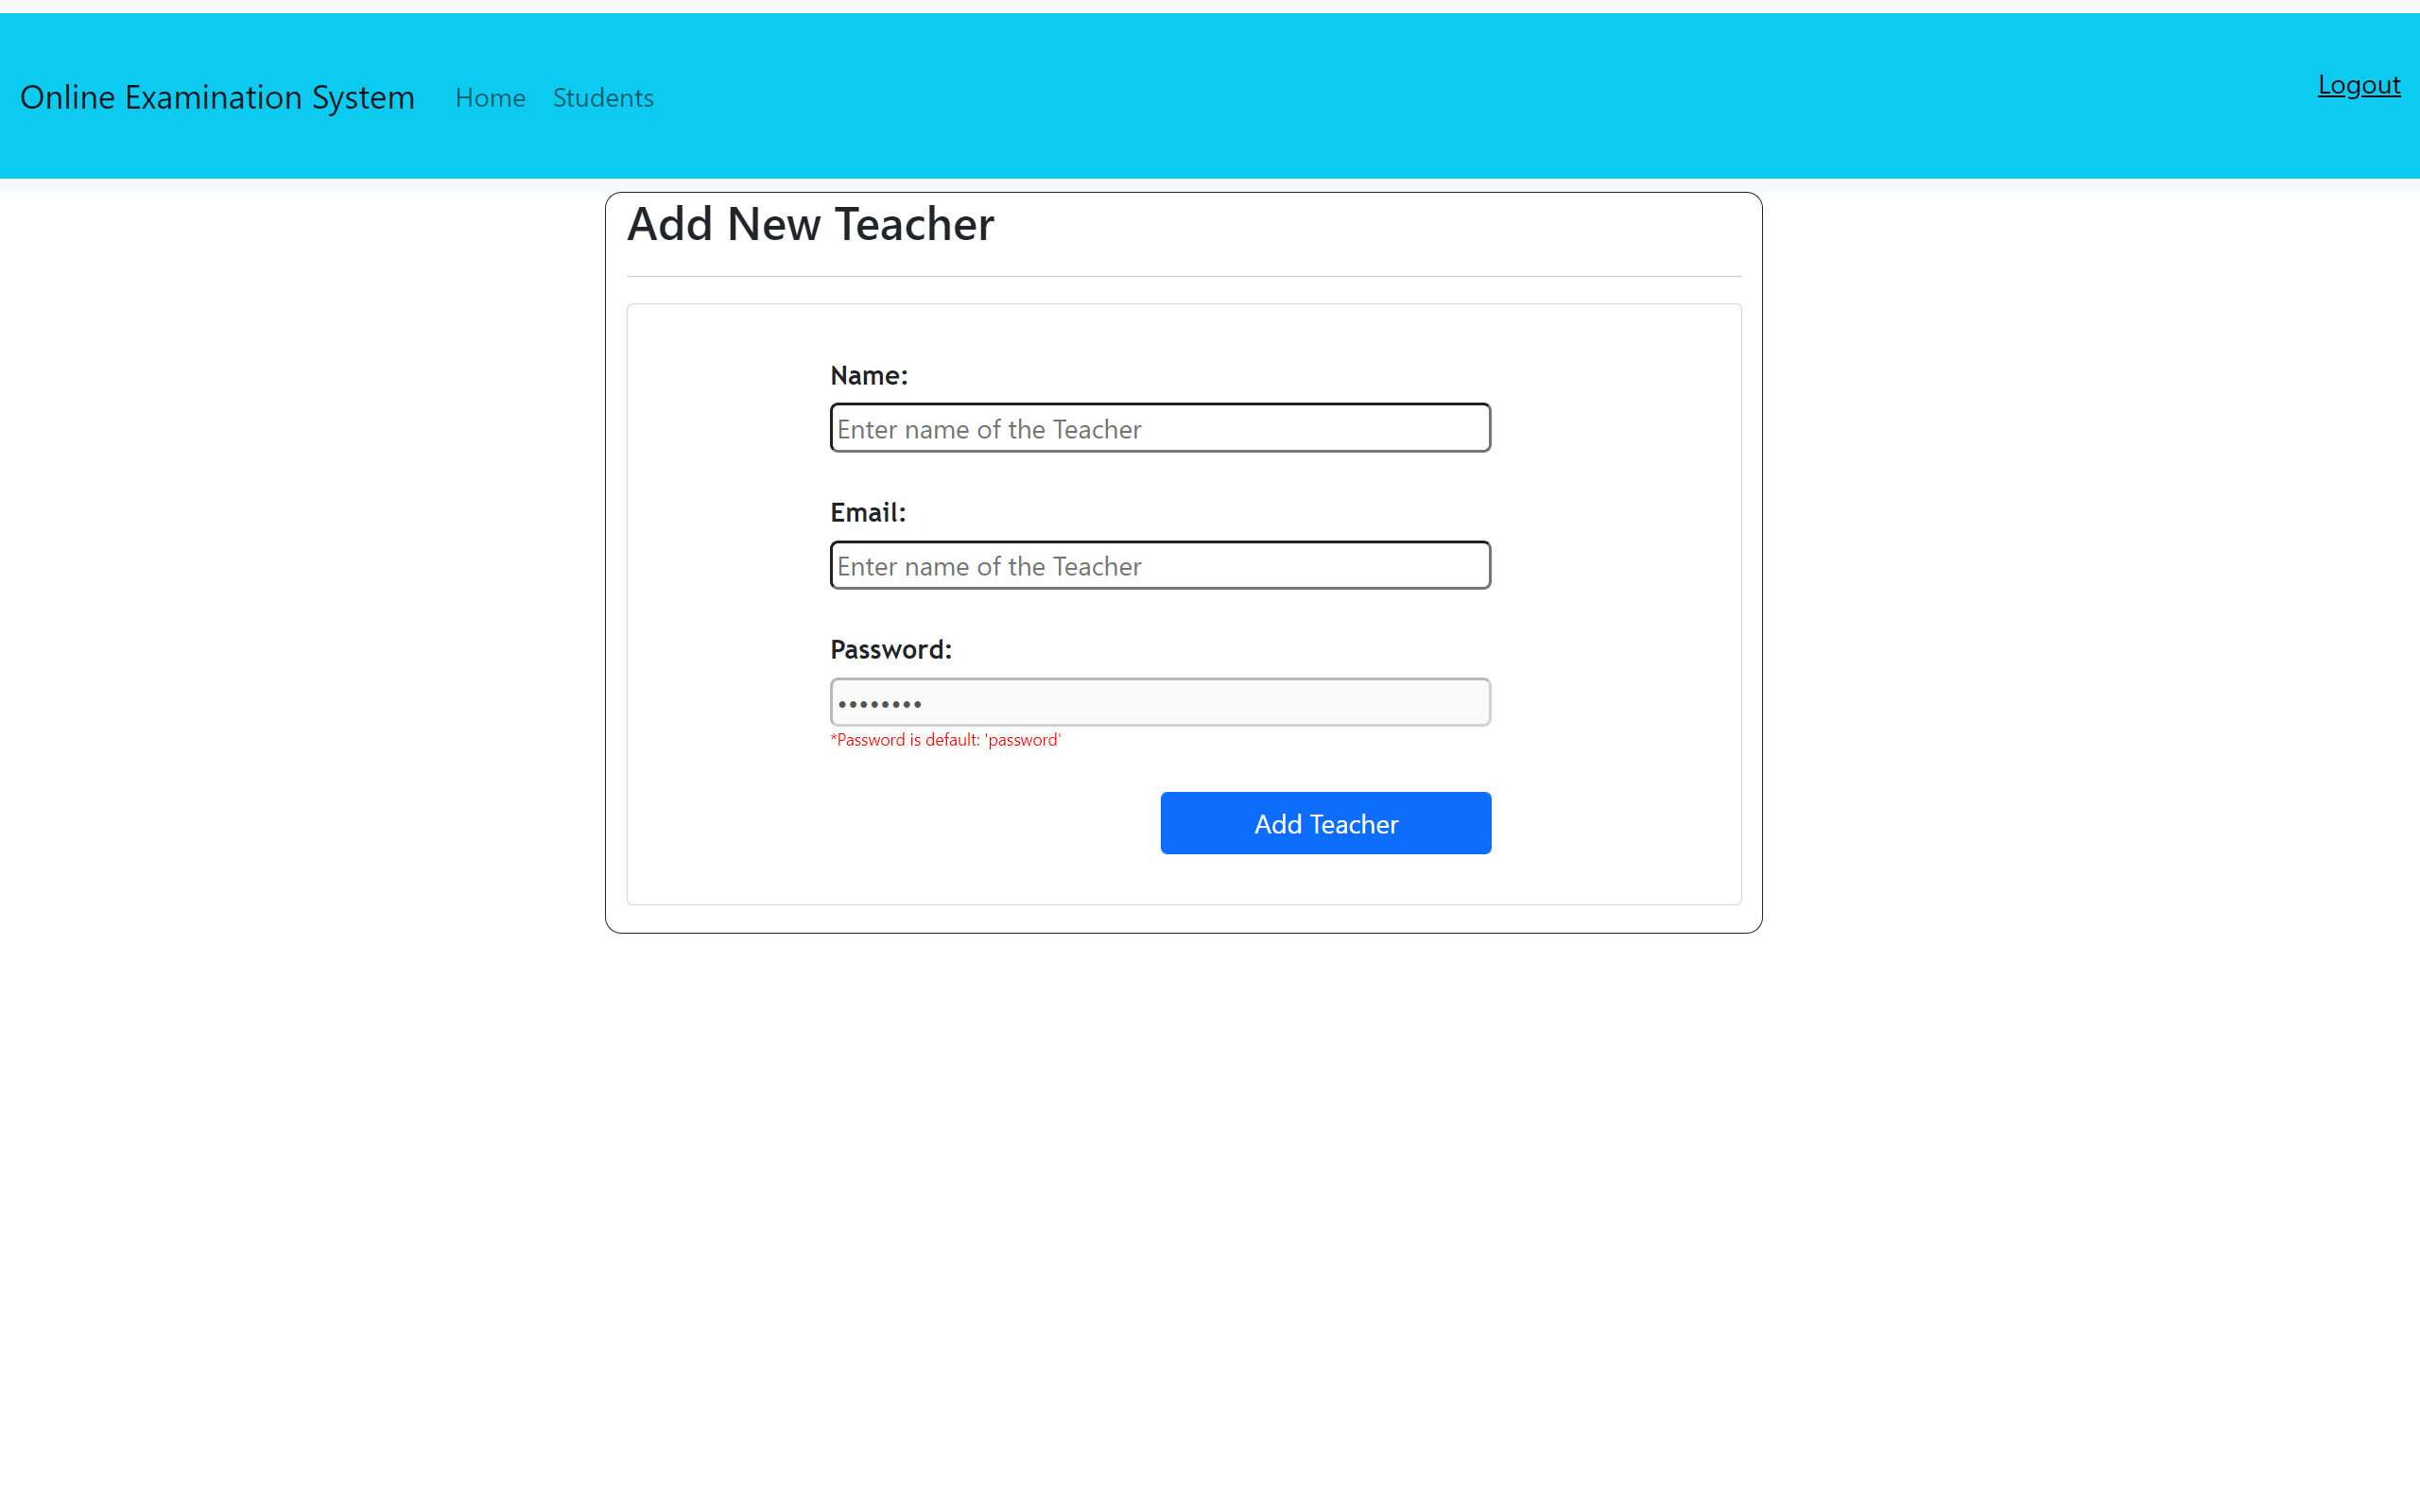 Online Examination System Home Students Logout
Add New Teacher
Name:
Enter name of the Teacher
Email:
Enter name of the Teacher
Password:
••••••••
*Password is default: 'password'
Add Teacher